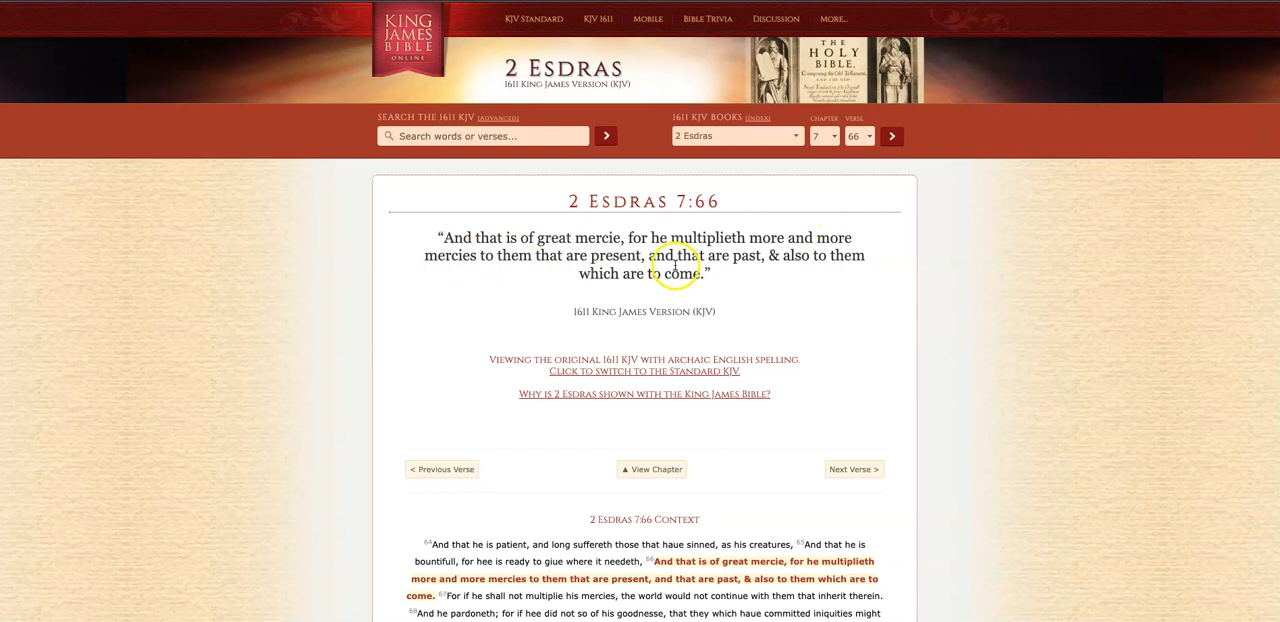 KING
JAMES
BIBLE
ONLINE
KJV STANDARD
KJV 1611
MOBILE
BIBLE TRIVIA
DISCUSSION
MORE...
2 ESDRAS
1611 KING JAMES VERSION (KJV)
THE
HOLY
BIBLE,
SEARCH THE 1611 KJV (ADVANCED)
Search words or verses...
1611 KJV BOOKS (INDEX)
CHAPTER
VERSE
2 Esdras
7
66
2 ESDRAS 7:66
“And that is of great mercie, for he multiplieth more and more
mercies to them that are present, and that are past, & also to them
which are to come.”
1611 KING JAMES VERSION (KJV)
VIEWING THE ORIGINAL 1611 KJV WITH ARCHAIC ENGLISH SPELLING.
CLICK TO SWITCH TO THE STANDARD KJV.
WHY IS 2 ESDRAS SHOWN WITH THE KING JAMES BIBLE?
< Previous Verse
▲ View Chapter
Next Verse >
2 ESDRAS 7:66 CONTEXT
64And that he is patient, and long suffereth those that haue sinned, as his creatures, 65And that he is
bountifull, for hee is ready to giue where it needeth, 66And that is of great mercie, for he multiplieth
more and more mercies to them that are present, and that are past, & also to them which are to
come. 67For if he shall not multiplie his mercies, the world would not continue with them that inherit therein.
68And he pardoneth; for if hee did not so of his goodnesse, that they which haue committed iniquities might